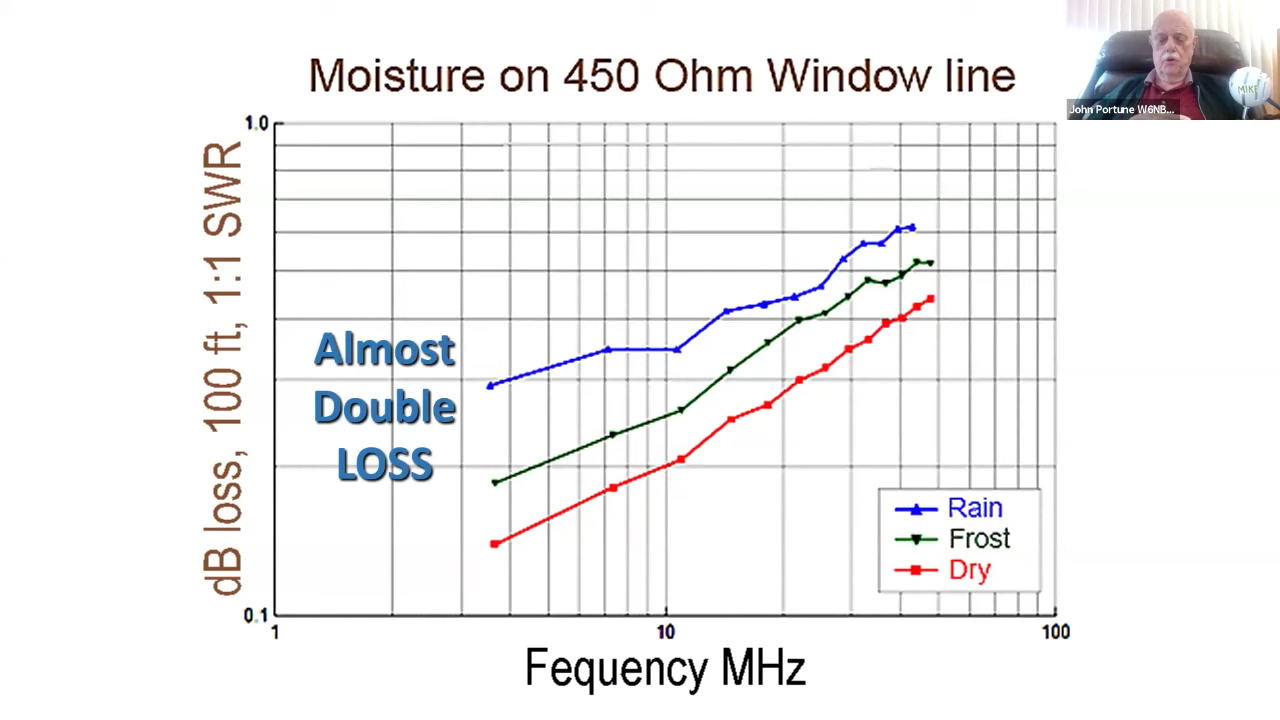 Moisture on 450 Ohm Window line
MIKE
John Portune W6NB...
dB loss, 100 ft, 1:1 SWR
1.0
Almost
Double
LOSS
Rain
Frost
Dry
0.1
1
10
100
Fequency MHz